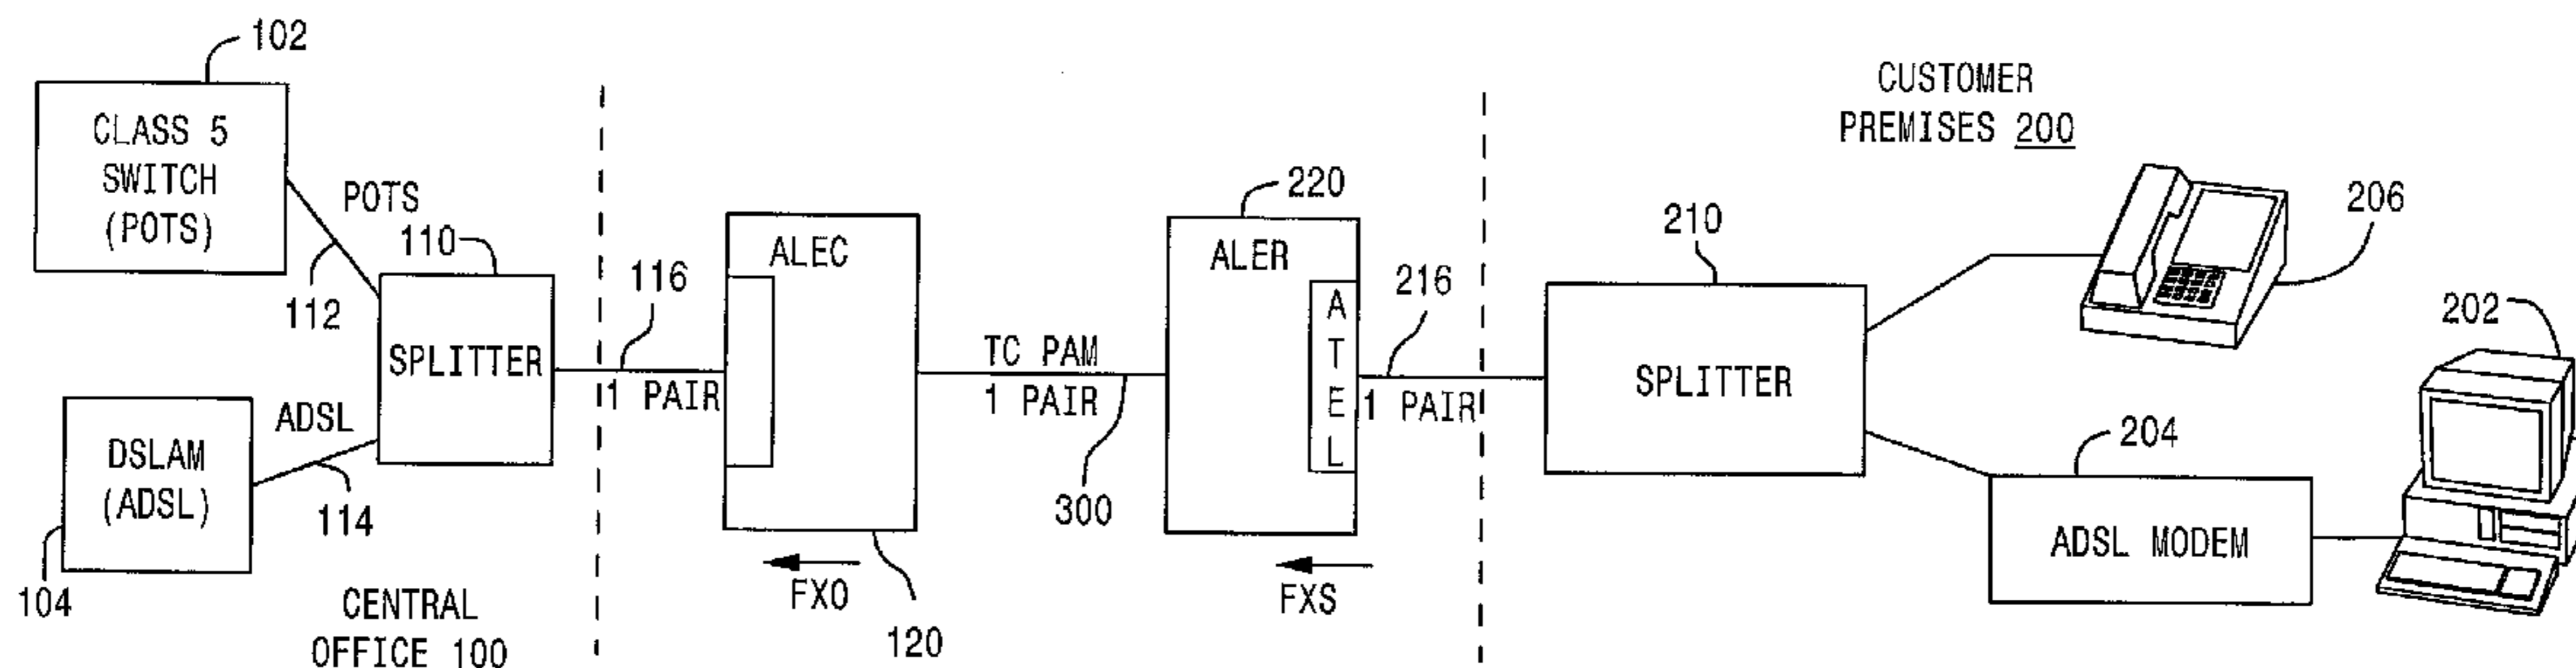 102
CLASS 5
SWITCH
(POTS)
POTS
112
110
SPLITTER
DSLAM
(ADSL)
ADSL
114
104
CENTRAL
OFFICE 100
116
1 PAIR
ALEC
FXO
120
TC PAM
1 PAIR
300
220
ALER
A
T
E
L
FXS
216
1 PAIR
CUSTOMER
PREMISES 200
210
SPLITTER
206
204
ADSL MODEM
202